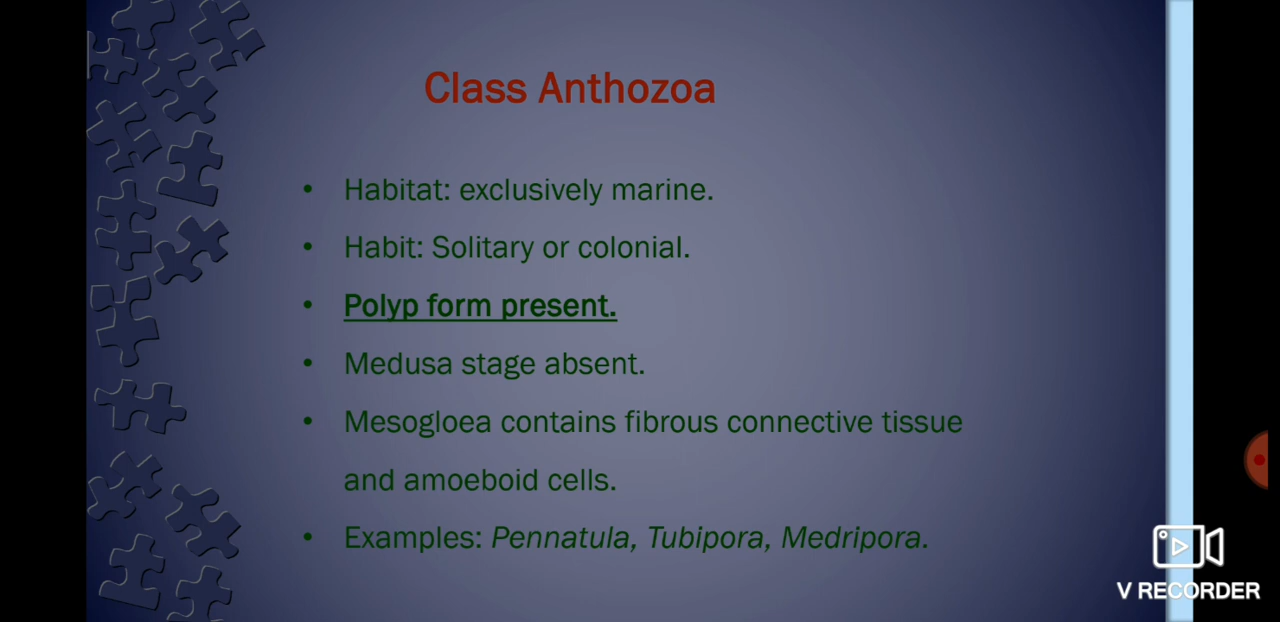 Class Anthozoa
• Habitat: exclusively marine.
• Habit: Solitary or colonial.
• Polyp form present.
• Medusa stage absent.
• Mesogloea contains fibrous connective tissue
and amoeboid cells.
• Examples: Pennatula, Tubipora, Medripora.
V RECORDER